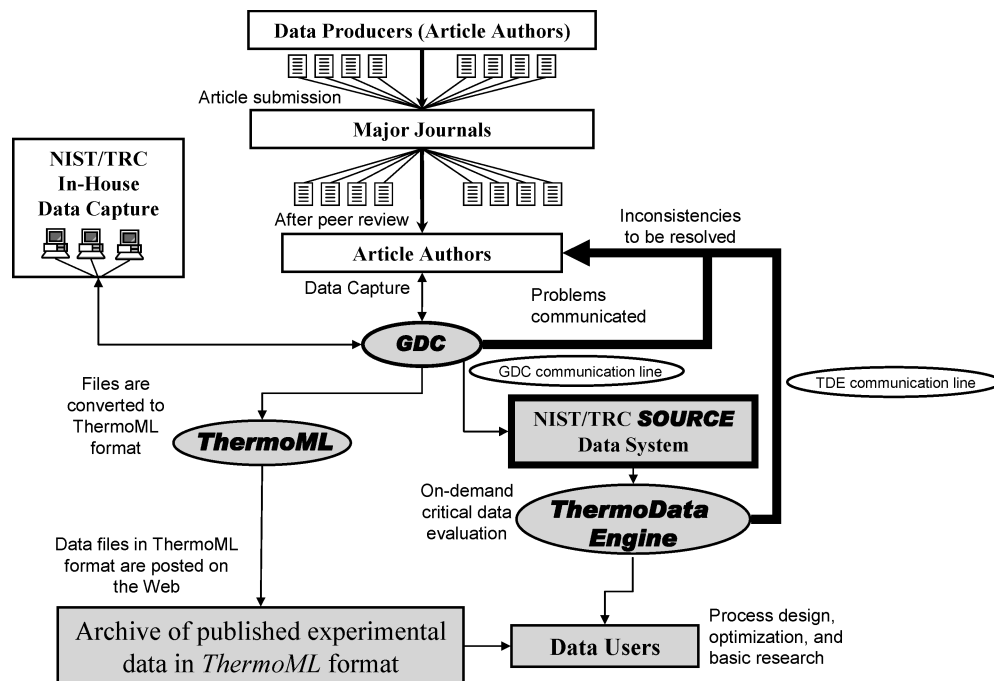 Data Producers (Article Authors)
Article submission
Major Journals
NIST/TRC
In-House
Data Capture
After peer review
Inconsistencies
to be resolved
Article Authors
Data Capture
Problems
communicated
GDC
GDC communication line
TDE communication line
Files are
converted to
ThermoML
format
ThermoML
NIST/TRC SOURCE
Data System
On-demand
critical data
evaluation
ThermoData
Engine
Data files in ThermoML
format are posted on
the Web
Archive of published experimental
data in ThermoML format
Data Users
Process design,
optimization, and
basic research